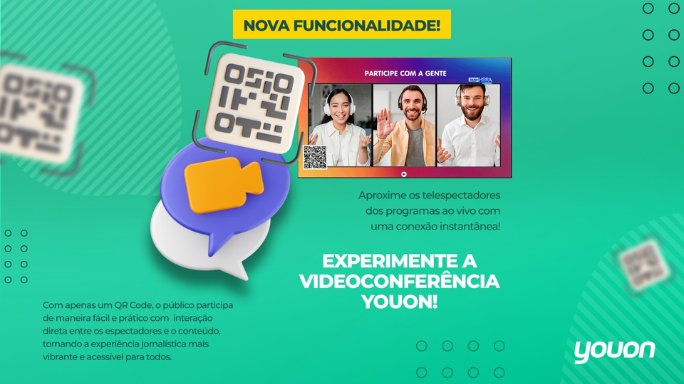 NOVA FUNCIONALIDADE!
PARTICIPE COM A GENTE
Aproxime os telespectadores
dos programas ao vivo com
uma conexão instantânea!
EXPERIMENTE A
VIDEOCONFERÊNCIA
YOUON!
Com apenas um QR Code, o público participa
de maneira fácil e prático com interação
direta entre os espectadores e o conteúdo,
tornando a experiência jornalística mais
vibrante e acessível para todos.
youon